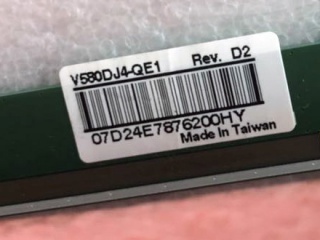 V580DJ4-QE1 Rev. D2
07D24E7876200HY
Made In Taiwan